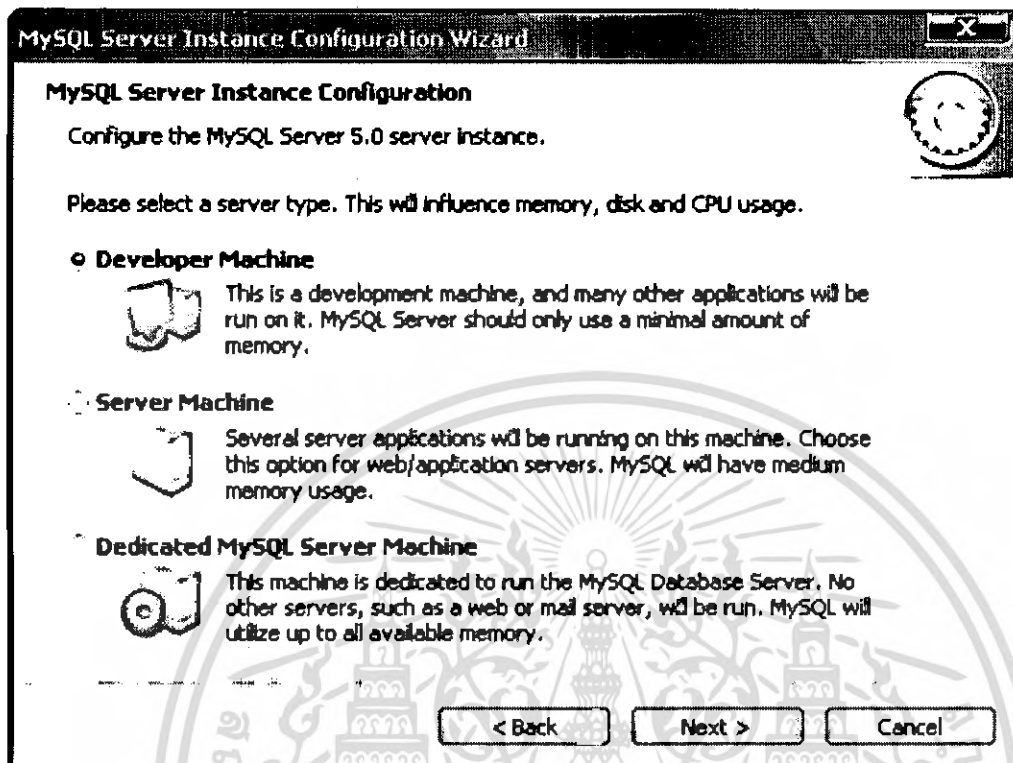 MySQL Server Instance Configuration Wizard
MySQL Server Instance Configuration
Configure the MySQL Server 5.0 server instance.
Please select a server type. This will influence memory, disk and CPU usage.
Developer Machine
This is a development machine, and many other applications will be
run on it. MySQL Server should only use a minimal amount of
memory.
Server Machine
Several server applications will be running on this machine. Choose
this option for web/application servers. MySQL will have medium
memory usage.
Dedicated MySQL Server Machine
This machine is dedicated to run the MySQL Database Server. No
other servers, such as a web or mail server, will be run. MySQL will
utilize up to all available memory.
< Back
Next >
Cancel